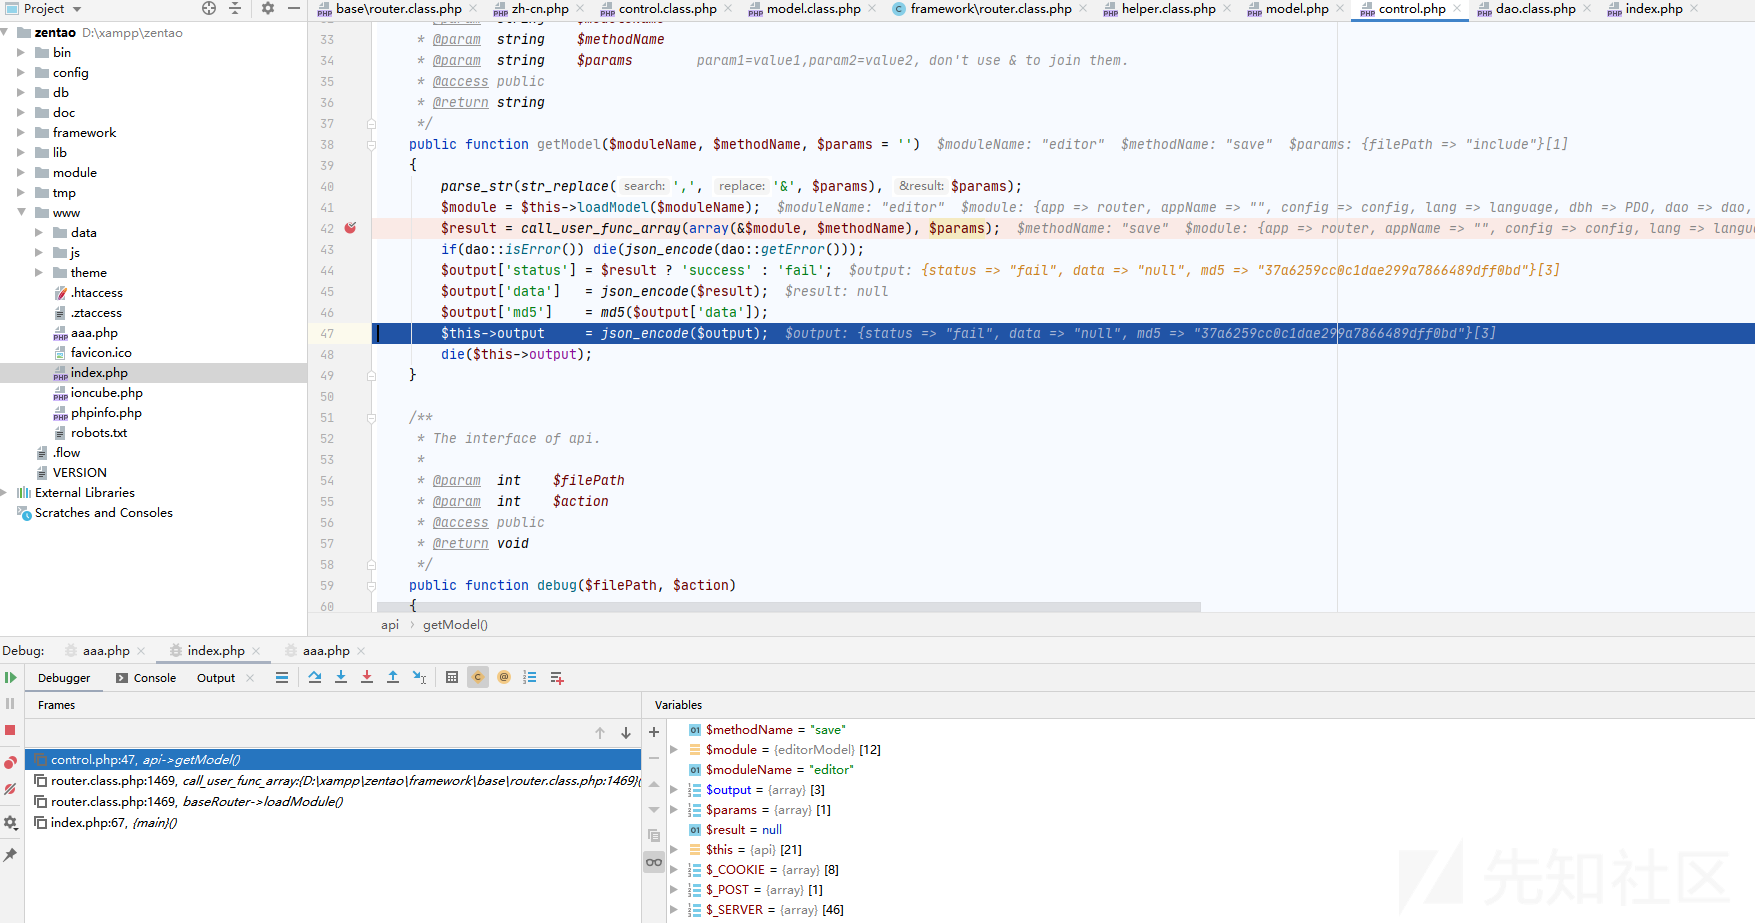 Project
base\router.class.php
zh-cn.php
control.class.php
model.class.php
framework\router.class.php
helper.class.php
model.php
control.php
dao.class.php
index.php
zentao D:\xampp\zentao
bin
config
db
doc
framework
lib
module
tmp
www
data
js
theme
.htaccess
.ztaccess
aaa.php
favicon.ico
index.php
ioncube.php
phpinfo.php
robots.txt
.flow
VERSION
External Libraries
Scratches and Consoles
33 * @param string $methodName
34 * @param string $params param1=value1,param2=value2, don't use & to join them.
35 * @access public
36 * @return string
37 */
38 public function getModel($moduleName, $methodName, $params = '') $moduleName: "editor" $methodName: "save" $params: {filePath => "include"}[1]
39 {
40 parse_str(str_replace( search: ',', replace: '&', $params), &result: $params);
41 $module = $this->loadModel($moduleName); $moduleName: "editor" $module: {app => router, appName => "", config => config, lang => language, dbh => PDO, dao => dao,
42 $result = call_user_func_array(array(&$module, $methodName), $params); $methodName: "save" $module: {app => router, appName => "", config => config, lang => langu
43 if(dao::isError()) die(json_encode(dao::getError()));
44 $output['status'] = $result ? 'success' : 'fail'; $output: {status => "fail", data => "null", md5 => "37a6259cc0c1dae299a7866489dff0bd"}[3]
45 $output['data'] = json_encode($result); $result: null
46 $output['md5'] = md5($output['data']);
47 $this->output = json_encode($output); $output: {status => "fail", data => "null", md5 => "37a6259cc0c1dae299a7866489dff0bd"}[3]
48 die($this->output);
49 }
50
51 /**
52 * The interface of api.
53 *
54 * @param int $filePath
55 * @param int $action
56 * @access public
57 * @return void
58 */
59 public function debug($filePath, $action)
60 {
api › getModel()
Debug:
aaa.php
index.php
aaa.php
Debugger
Console
Output
Frames
control.php:47, api->getModel()
router.class.php:1469, call_user_func_array:{D:\xampp\zentao\framework\base\router.class.php:1469}(
router.class.php:1469, baseRouter->loadModule()
index.php:67, {main}()
Variables
$methodName = "save"
$module = {editorModel} [12]
$moduleName = "editor"
$output = {array} [3]
$params = {array} [1]
$result = null
$this = {api} [21]
$_COOKIE = {array} [8]
$_POST = {array} [1]
$_SERVER = {array} [46]
先知社区